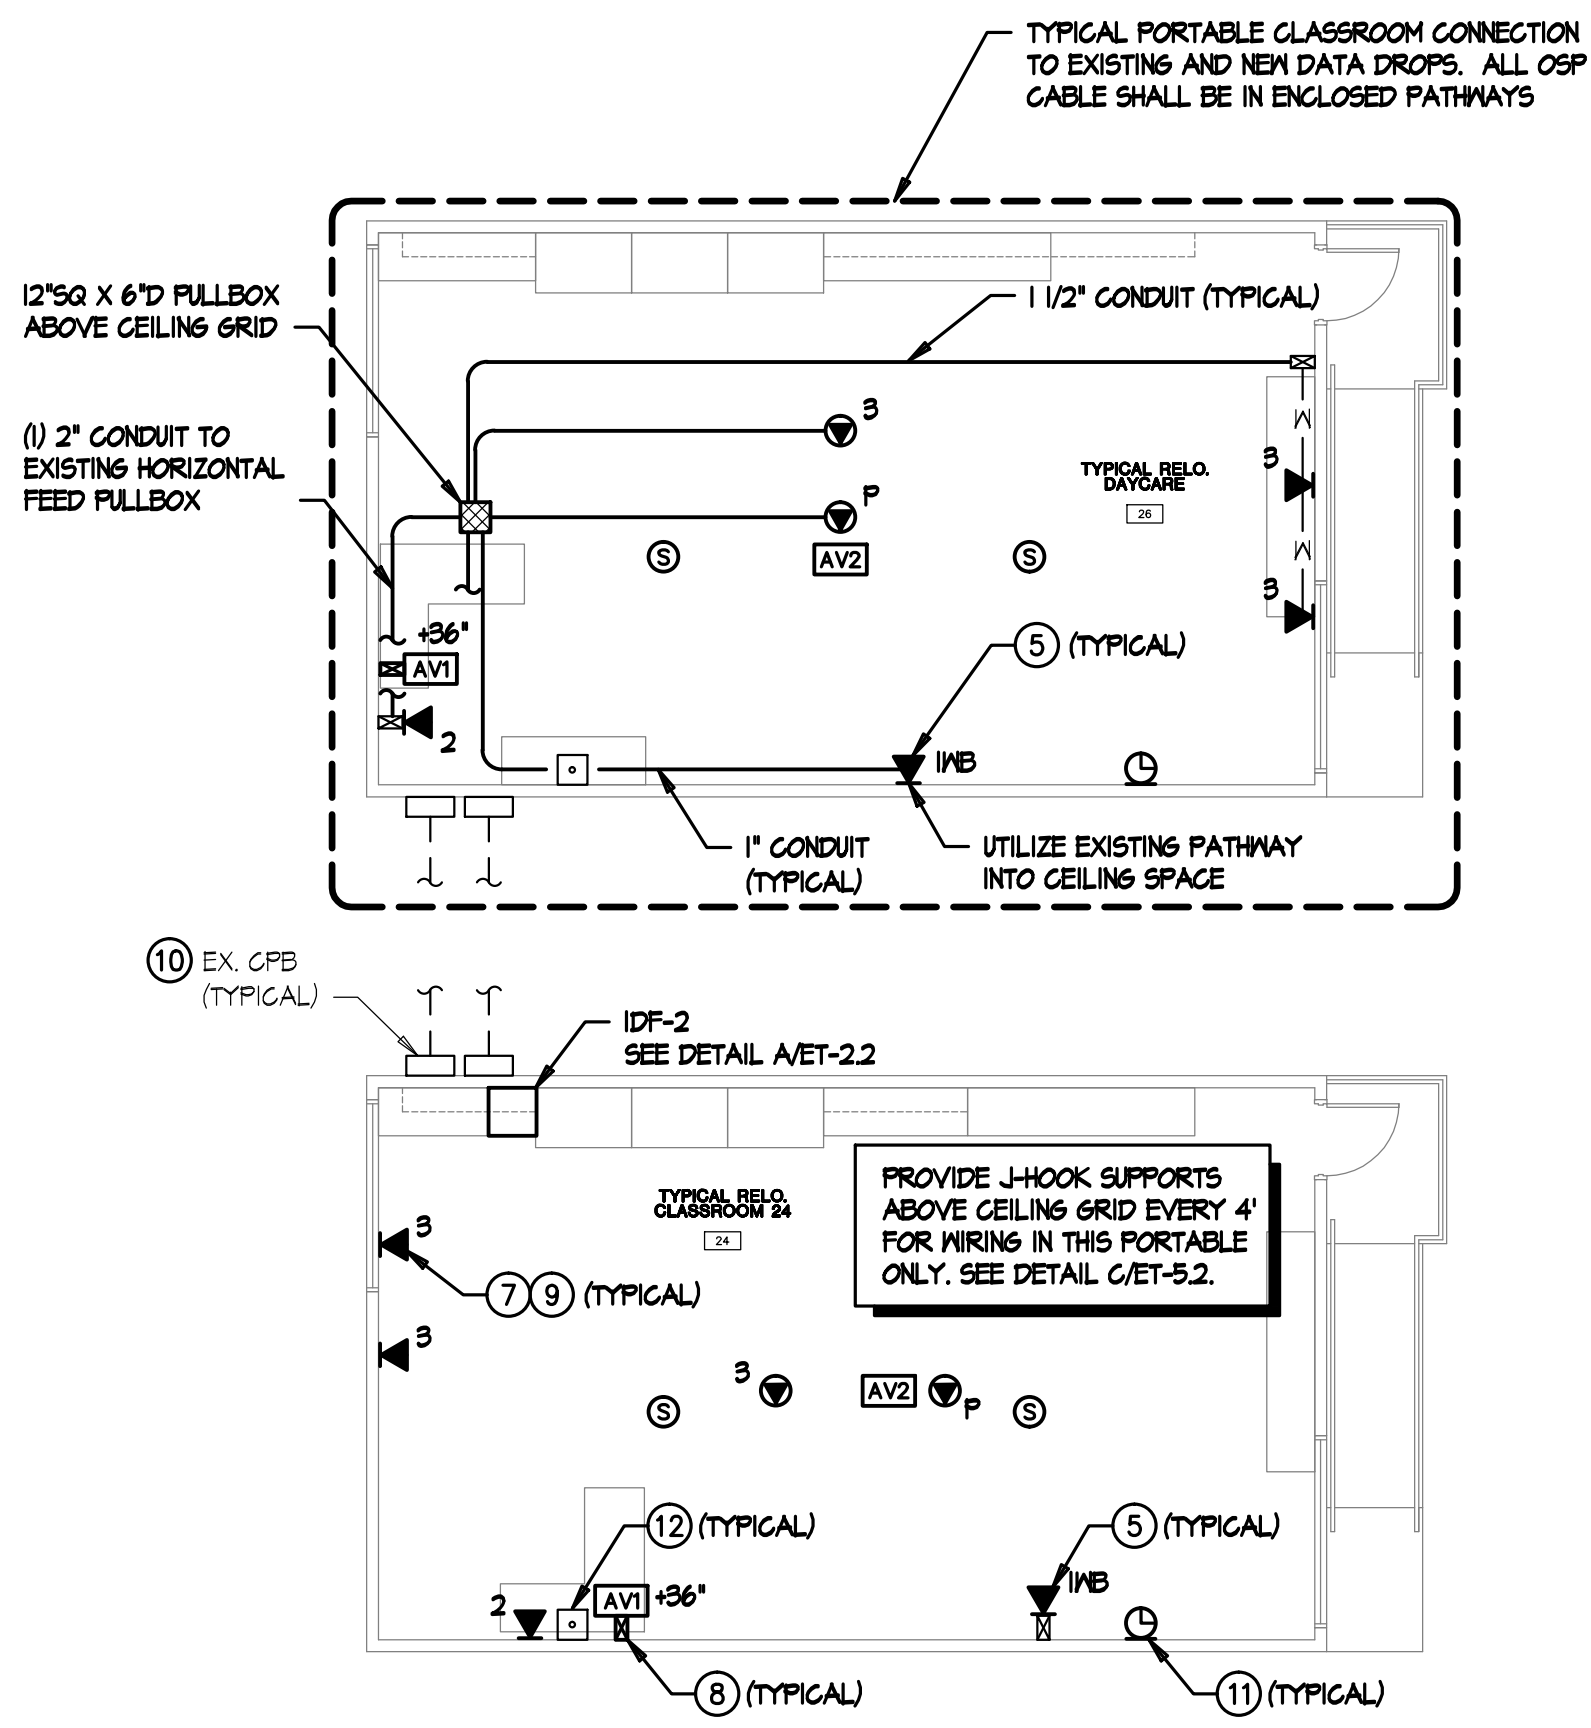 TYPICAL PORTABLE CLASSROOM CONNECTION
TO EXISTING AND NEW DATA DROPS. ALL OSP
CABLE SHALL BE IN ENCLOSED PATHWAYS
12"SQ X 6"D PULLBOX
ABOVE CEILING GRID
1 1/2" CONDUIT (TYPICAL)
(1) 2" CONDUIT TO
EXISTING HORIZONTAL
FEED PULLBOX
3
P
AV2
S
S
TYPICAL RELO.
DAYCARE
26
3
3
+36"
AV1
2
5 (TYPICAL)
IWB
1" CONDUIT
(TYPICAL)
UTILIZE EXISTING PATHWAY
INTO CEILING SPACE
10 EX. CPB
(TYPICAL)
IDF-2
SEE DETAIL A/ET-2.2
TYPICAL RELO.
CLASSROOM 24
24
PROVIDE J-HOOK SUPPORTS
ABOVE CEILING GRID EVERY 4'
FOR WIRING IN THIS PORTABLE
ONLY. SEE DETAIL C/ET-5.2.
3
7 9 (TYPICAL)
3
3
AV2
P
S
S
12 (TYPICAL)
5 (TYPICAL)
2
AV1 +36"
IWB
8 (TYPICAL)
11 (TYPICAL)